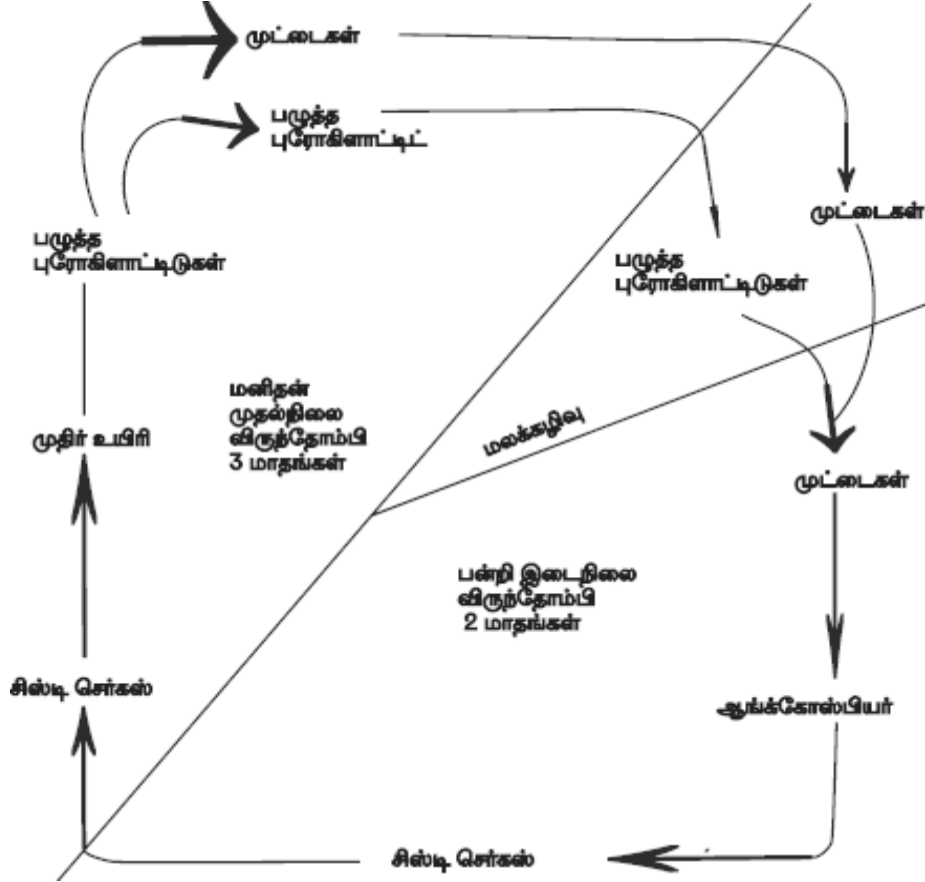 முட்டைகள்
பழுத்த
புரோகிளாட்டிட்
முட்டைகள்
பழுத்த
புரோகிளாட்டிடுகள்
பழுத்த
புரோகிளாட்டிடுகள்
மனிதன்
முதல்நிலை
விருந்தோம்பி
3 மாதங்கள்
முதிர் உயிரி
மலக்கழிவு
முட்டைகள்
பன்றி இடைநிலை
விருந்தோம்பி
2 மாதங்கள்
சிஸ்டி செர்கஸ்
ஆங்க்கோஸ்பியர்
சிஸ்டி செர்கஸ்